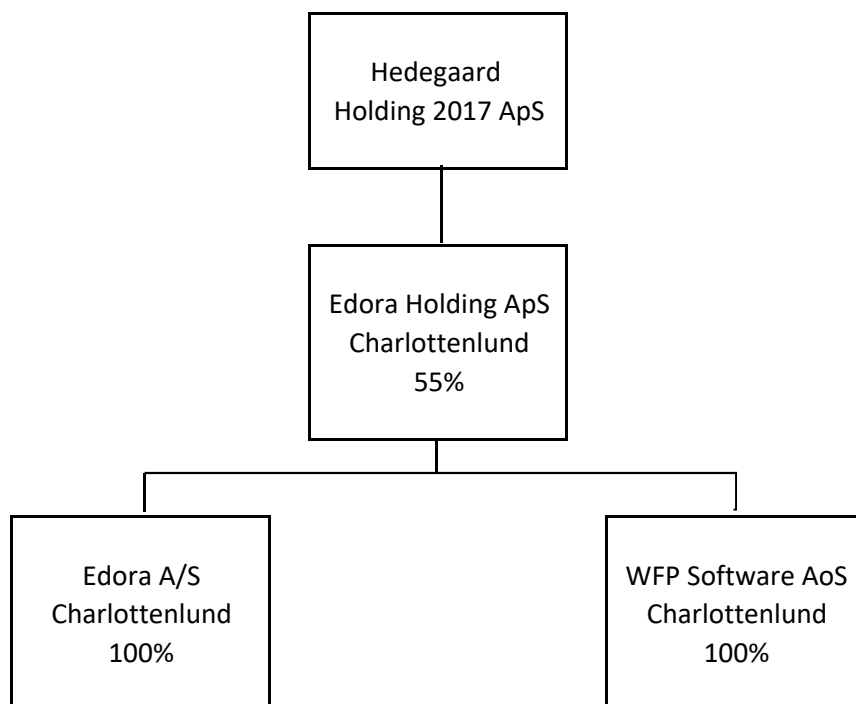 Hedegaard
Holding 2017 ApS
Edora Holding ApS
Charlottenlund
55%
Edora A/S
Charlottenlund
100%
WFP Software AoS
Charlottenlund
100%